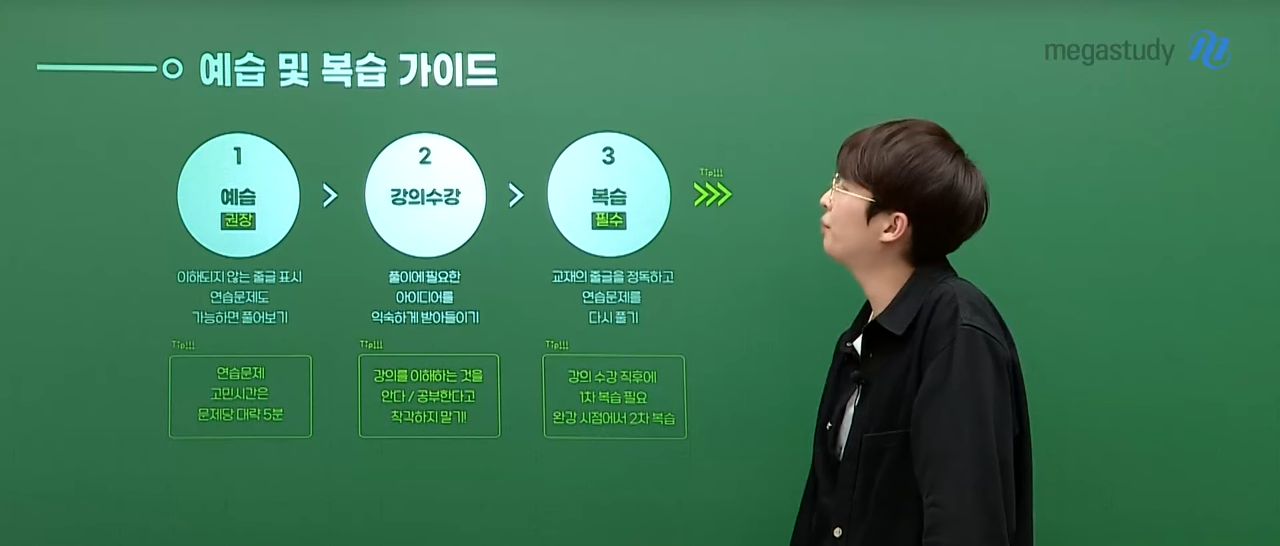 예습 및 복습 가이드
megastudy
1
예습
권장
이해되지 않는 줄글 표시
연습문제도
가능하면 풀어보기
Tip!!!
연습문제
고민시간은
문제당 대략 5분
2
강의수강
풀이에 필요한
아이디어를
익숙하게 받아들이기
Tip!!!
강의를 이해하는 것을
안다 / 공부한다고
착각하지 말기!
3
복습
필수
교재의 줄글을 정독하고
연습문제를
다시 풀기
Tip!!!
강의 수강 직후에
1차 복습 필요
완강 시점에서 2차 복습
Tip!!!